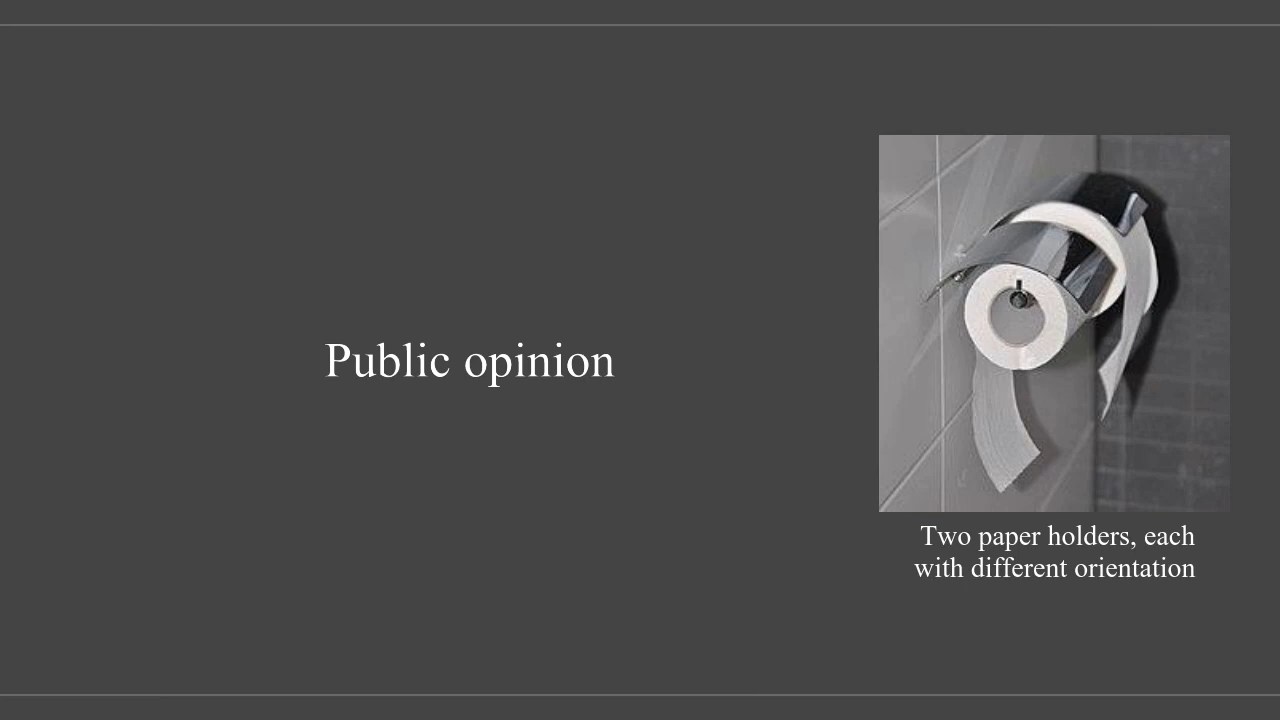 Public opinion
Two paper holders, each
with different orientation